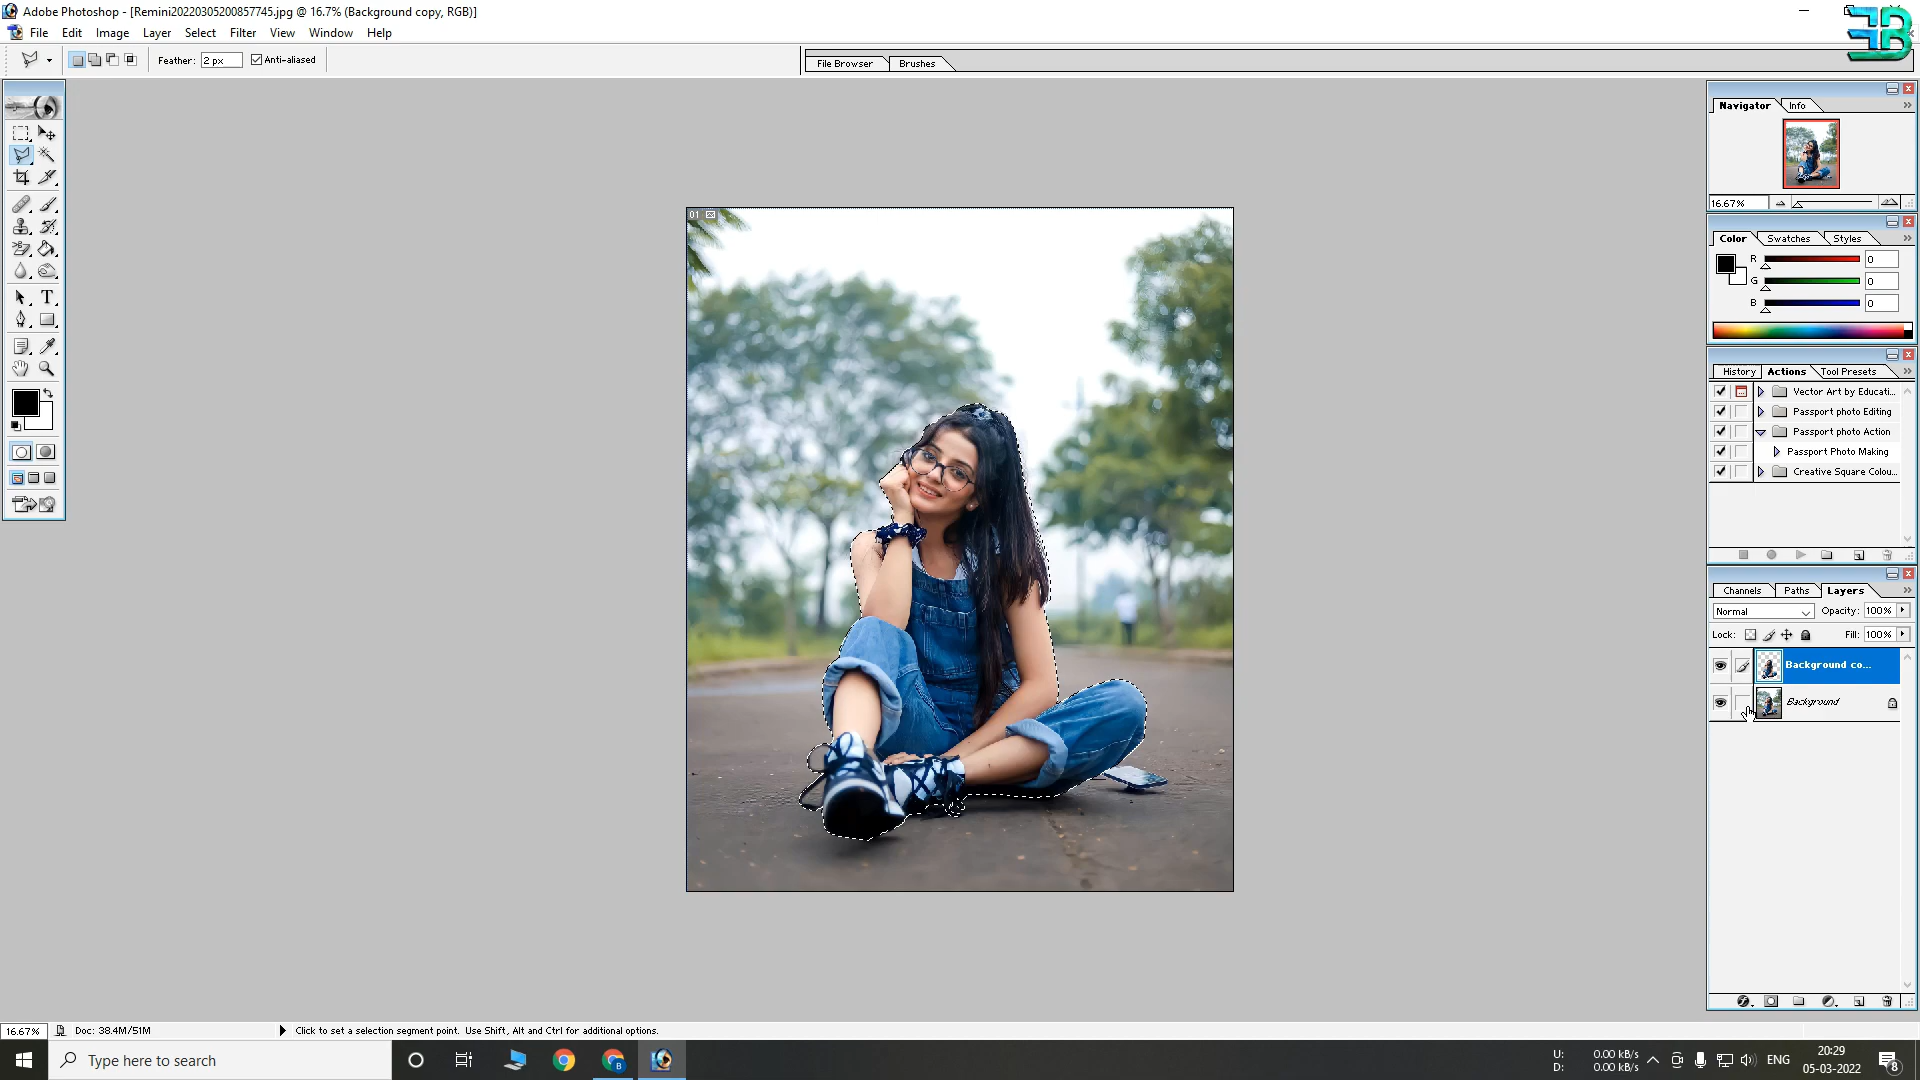 Adobe Photoshop - [Remini20220305200857745.jpg @ 16.7% (Background copy, RGB)]
File Edit Image Layer Select Filter View Window Help
Feather: 2 px Anti-aliased
File Browser Brushes
Navigator Info
16.67%
Color Swatches Styles
R 0
G 0
B 0
History Actions Tool Presets
Vector Art by Educati...
Passport photo Editing
Passport photo Action
Passport Photo Making
Creative Square Colou...
Channels Paths Layers
Normal Opacity: 100%
Lock: Fill: 100%
Background co...
Background
01
T
16.67% Doc: 38.4M/51M Click to set a selection segment point. Use Shift, Alt and Ctrl for additional options.
Type here to search
U: 0.00 kB/s
D: 0.00 kB/s
ENG
20:29
05-03-2022
8